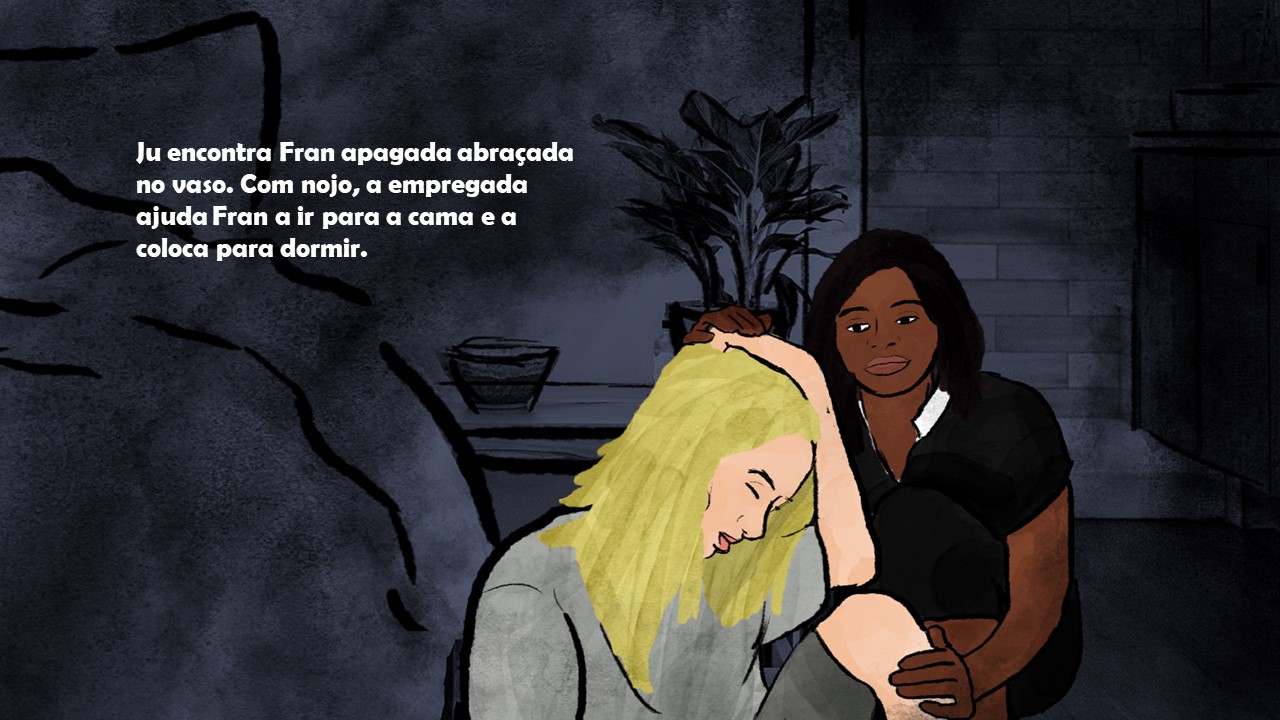 Ju encontra Fran apagada abraçada
no vaso. Com nojo, a empregada
ajuda Fran a ir para a cama e a
coloca para dormir.